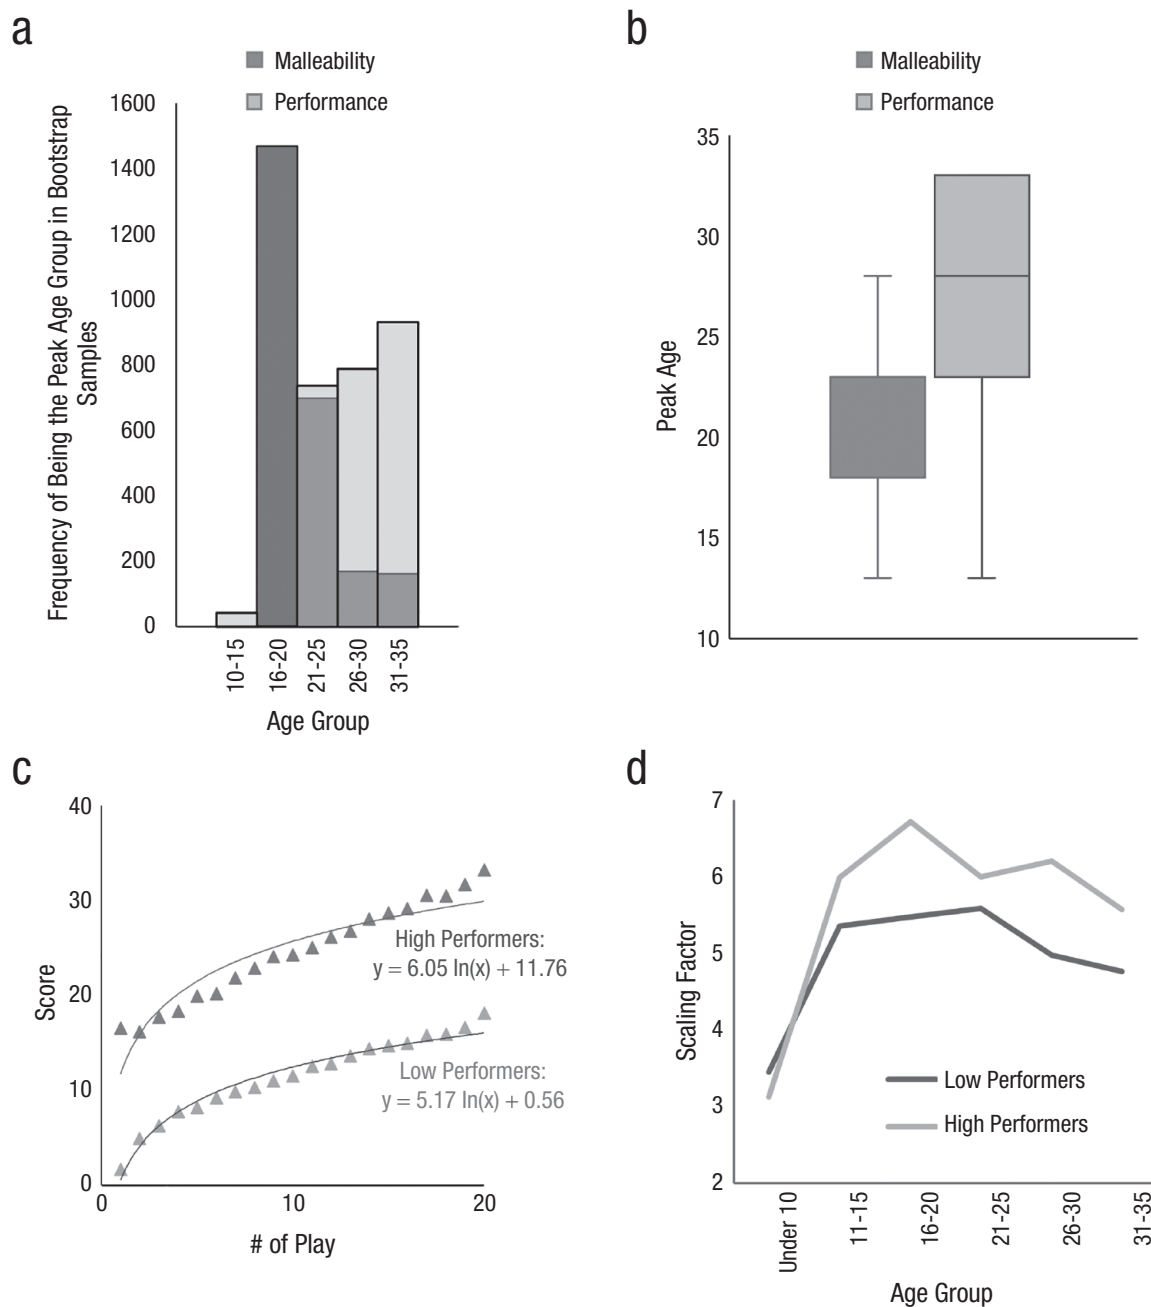 a
Malleability
Performance
Frequency of Being the Peak Age Group in Bootstrap
Samples
1600
1400
1200
1000
800
600
400
200
0
10-15
16-20
21-25
26-30
31-35
Age Group
b
Malleability
Performance
Peak Age
35
30
25
20
15
10
c
Score
40
30
20
10
0
High Performers:
y = 6.05 ln(x) + 11.76
Low Performers:
y = 5.17 ln(x) + 0.56
0
10
20
# of Play
d
Scaling Factor
7
6
5
4
3
2
Low Performers
High Performers
Under 10
11-15
16-20
21-25
26-30
31-35
Age Group